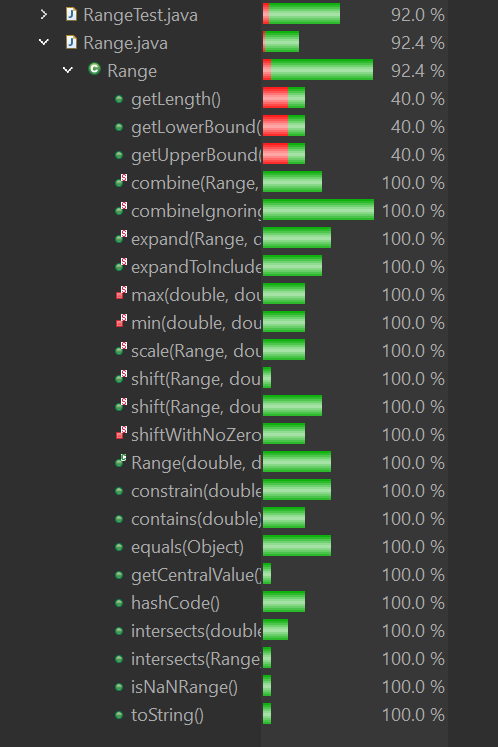 RangeTest.java 92.0 %
Range.java 92.4 %
Range 92.4 %
getLength() 40.0 %
getLowerBound( 40.0 %
getUpperBound( 40.0 %
combine(Range, 100.0 %
combineIgnoring 100.0 %
expand(Range, d 100.0 %
expandToInclude 100.0 %
max(double, dou 100.0 %
min(double, dou 100.0 %
scale(Range, dou 100.0 %
shift(Range, dou 100.0 %
shift(Range, dou 100.0 %
shiftWithNoZero 100.0 %
Range(double, d 100.0 %
constrain(double 100.0 %
contains(double) 100.0 %
equals(Object) 100.0 %
getCentralValue() 100.0 %
hashCode() 100.0 %
intersects(double 100.0 %
intersects(Range 100.0 %
isNaNRange() 100.0 %
toString() 100.0 %